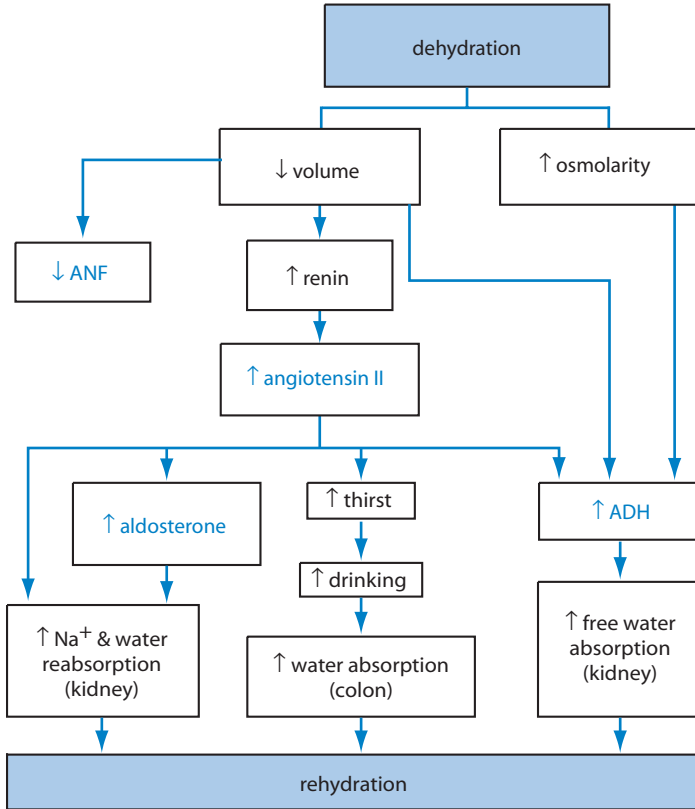 dehydration
↓ volume
↑ osmolarity
↓ ANF
↑ renin
↑ angiotensin II
↑ aldosterone
↑ thirst
↑ ADH
↑ drinking
↑ Na⁺ & water
reabsorption
(kidney)
↑ water absorption
(colon)
↑ free water
absorption
(kidney)
rehydration